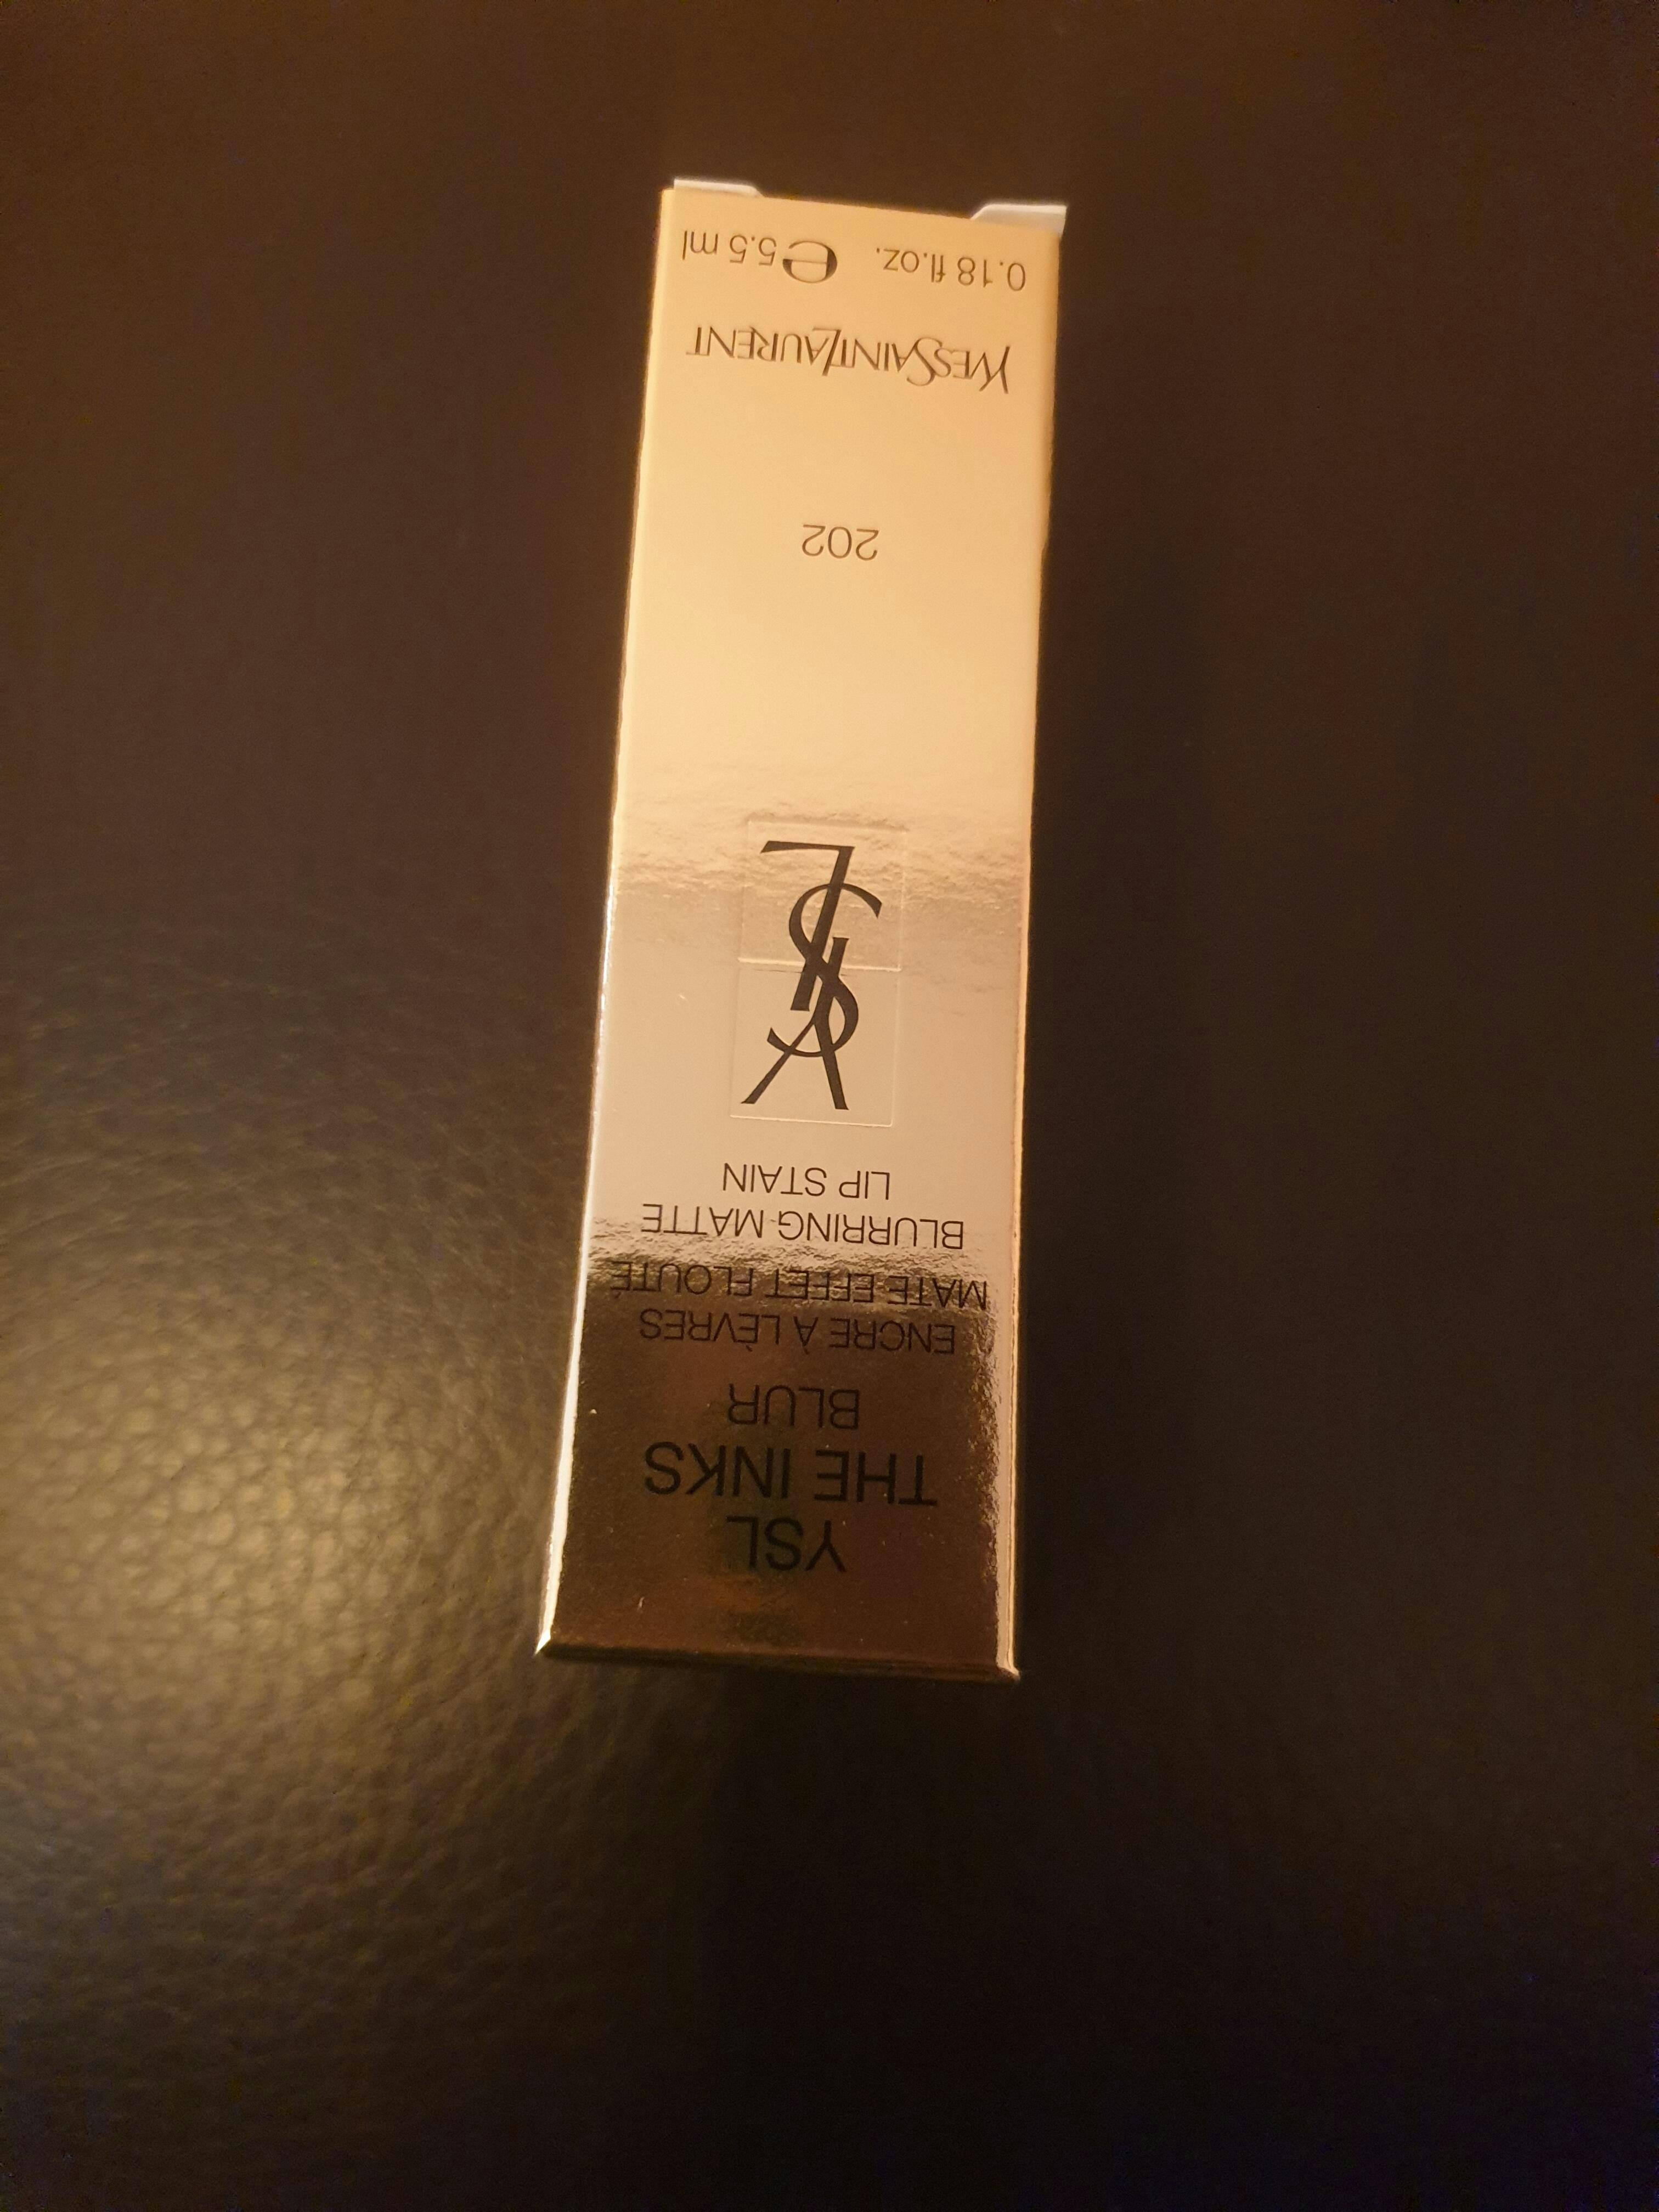 YSL
THE INKS
BLUR
ENCRE À LÈVRES
MATE EFFET FLOUTÉ
BLURRING MATTE
LIP STAIN
YSL
202
YVESSAINTLAURENT
0.18 fl.oz. e 5.5 ml